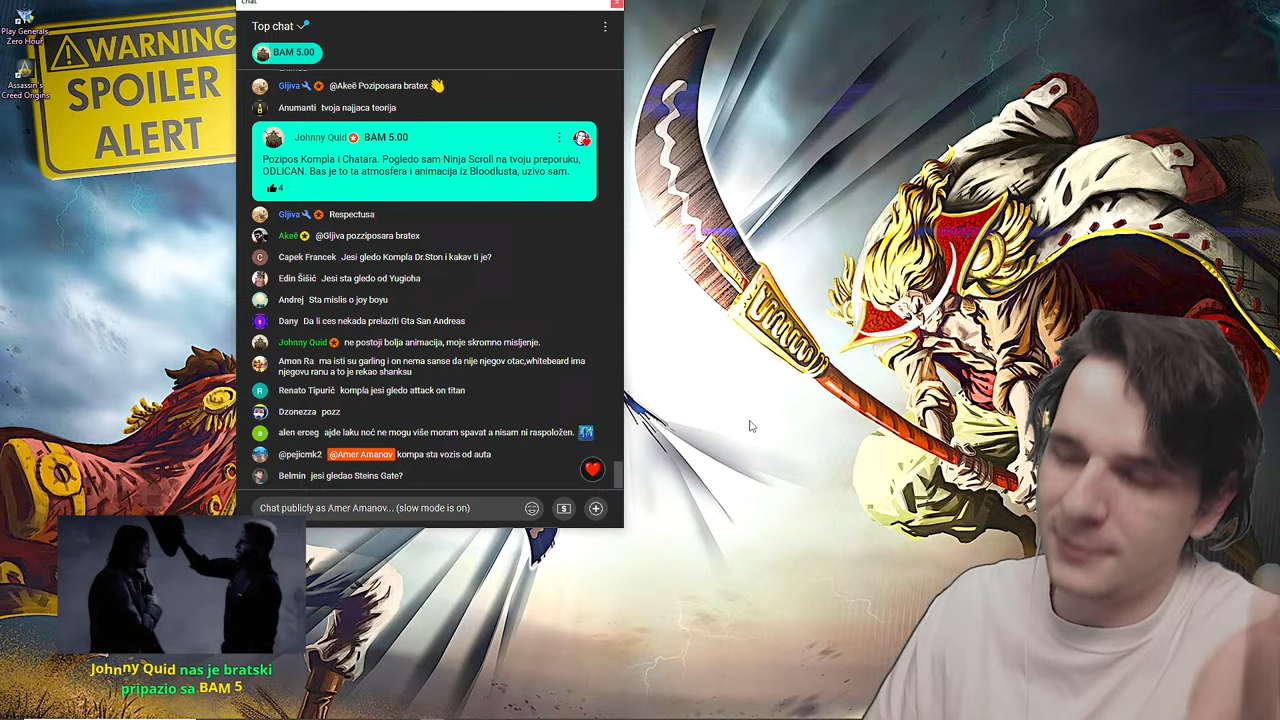 Play Generals
Zero Hour
Assassin's
Creed Origins
WARNING
SPOILER
ALERT
Top chat
BAM 5.00
Gljiva @Akeë Poziposara bratex
Anumanti tvoja najjaca teorija
Johnny Quid BAM 5.00
Pozipos Kompla i Chatara. Pogledo sam Ninja Scroll na tvoju preporuku,
ODLICAN. Bas je to ta atmosfera i animacija iz Bloodlusta, uzivo sam.
4
Gljiva Respectusa
Akeë @Gljiva pozziposara bratex
C Capek Francek Jesi gledo Kompla Dr.Ston i kakav ti je?
Edin Šišić Jesi sta gledo od Yugioha
Andrej Sta mislis o joy boyu
Dany Da li ces nekada prelaziti Gta San Andreas
Johnny Quid ne postoji bolja animacija, moje skromno misljenje.
Amon Ra ma isti su garling i on nema sanse da nije njegov otac,whitebeard ima
njegovu ranu a to je rekao shanksu
R Renato Tipurić kompla jesi gledo attack on titan
Dzonezza pozz
a alen erceg ajde laku noć ne mogu više moram spavat a nisam ni raspoložen.
@pejicmk2 @Amer Amanov kompa sta vozis od auta
Belmin jesi gledao Steins Gate?
Chat publicly as Amer Amanov... (slow mode is on)
Johnny Quid nas je bratski
pripazio sa BAM 5